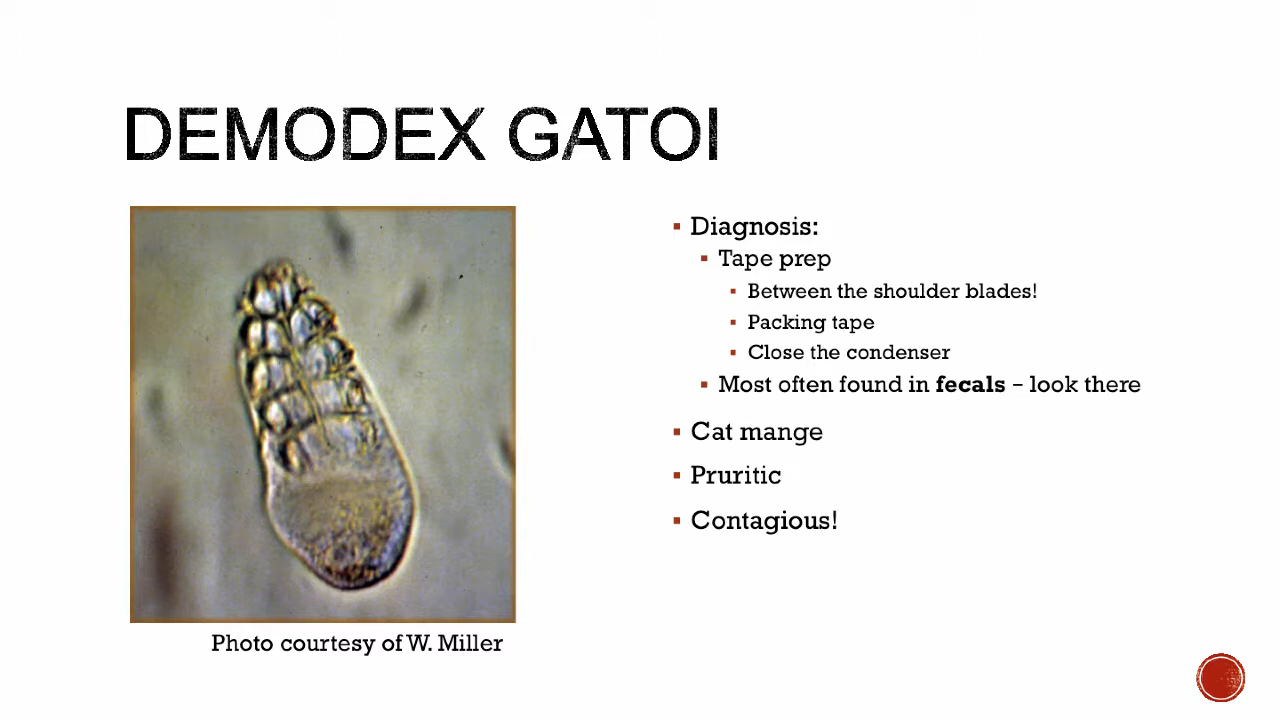 DEMODEX GATOI
Diagnosis:
Tape prep
Between the shoulder blades!
Packing tape
Close the condenser
Most often found in fecals – look there
Cat mange
Pruritic
Contagious!
Photo courtesy of W. Miller